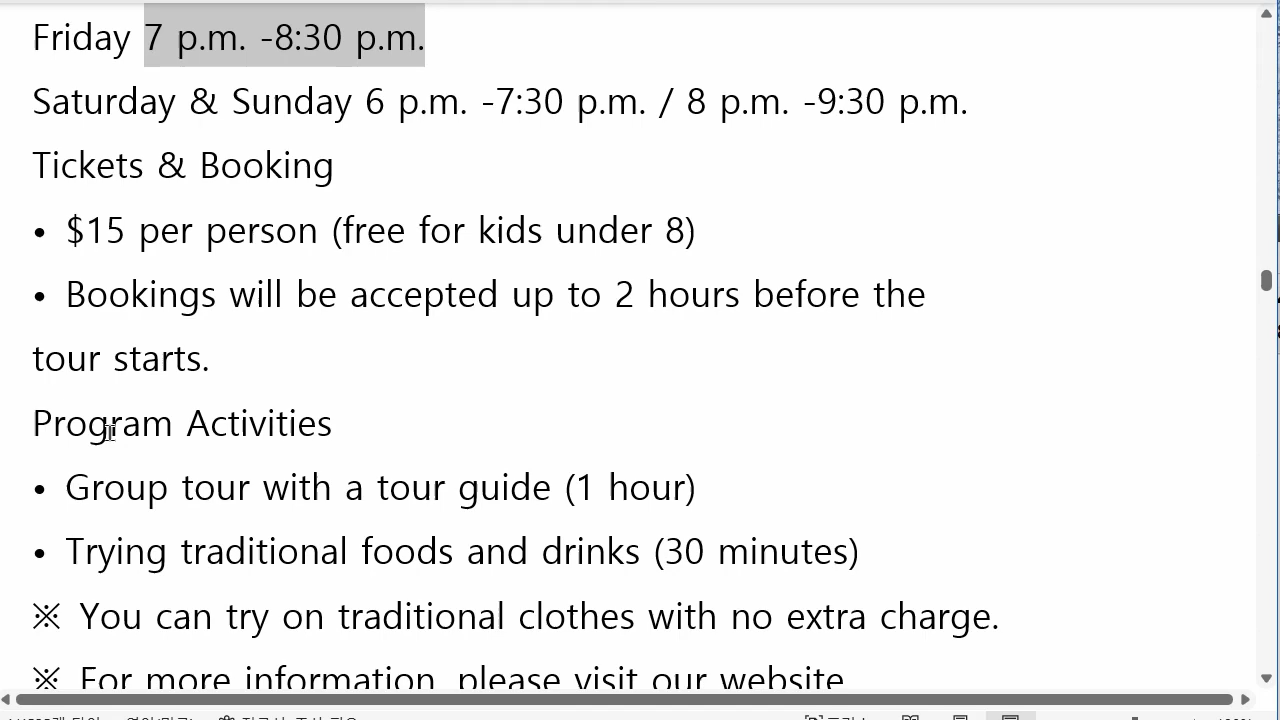 Friday 7 p.m. -8:30 p.m.
Saturday & Sunday 6 p.m. -7:30 p.m. / 8 p.m. -9:30 p.m.
Tickets & Booking
• $15 per person (free for kids under 8)
• Bookings will be accepted up to 2 hours before the
tour starts.
Program Activities
• Group tour with a tour guide (1 hour)
• Trying traditional foods and drinks (30 minutes)
※ You can try on traditional clothes with no extra charge.
※ For more information, please visit our website